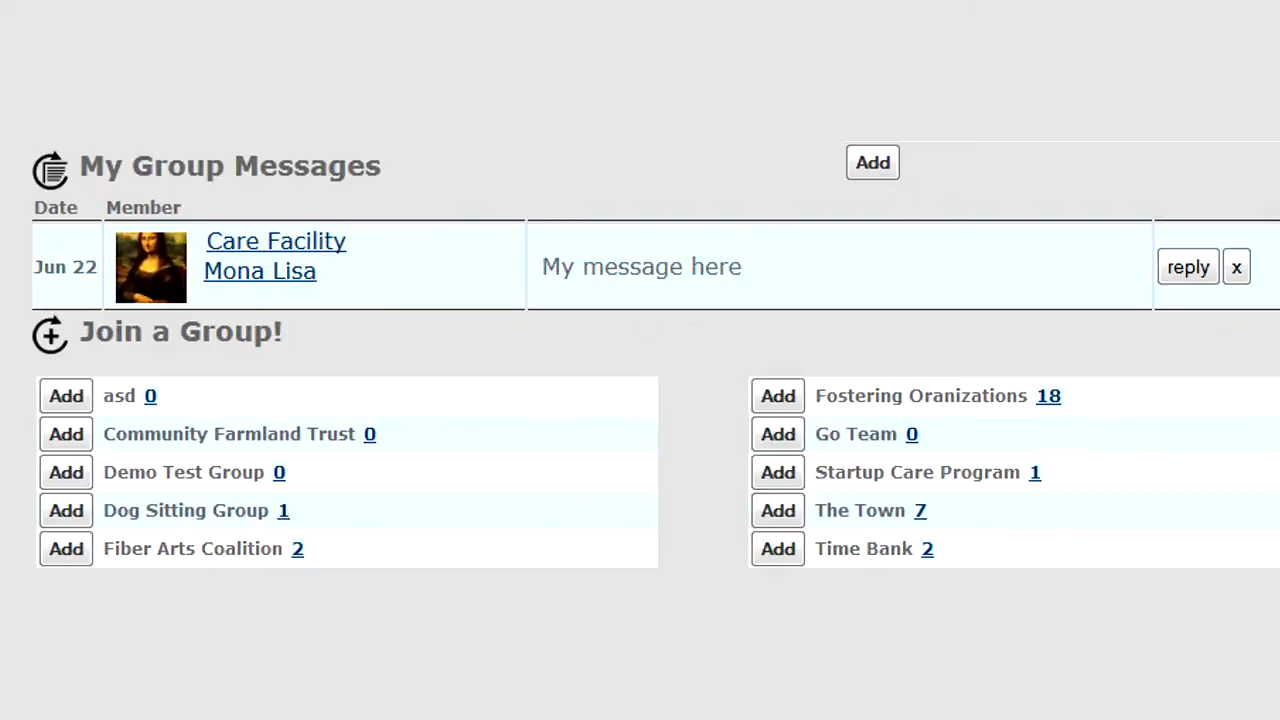 My Group Messages Add
Date Member
Care Facility
Jun 22 Mona Lisa My message here reply x
Join a Group!
Add asd 0 Add Fostering Oranizations 18
Add Community Farmland Trust 0 Add Go Team 0
Add Demo Test Group 0 Add Startup Care Program 1
Add Dog Sitting Group 1 Add The Town 7
Add Fiber Arts Coalition 2 Add Time Bank 2